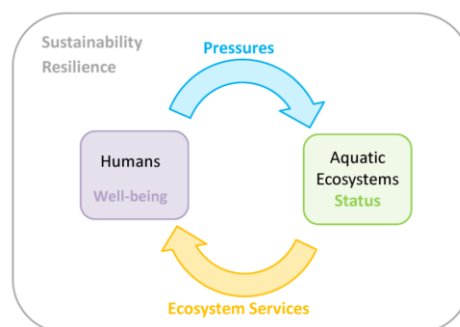 Sustainability
Resilience
Pressures
Humans
Well-being
Aquatic
Ecosystems
Status
Ecosystem Services